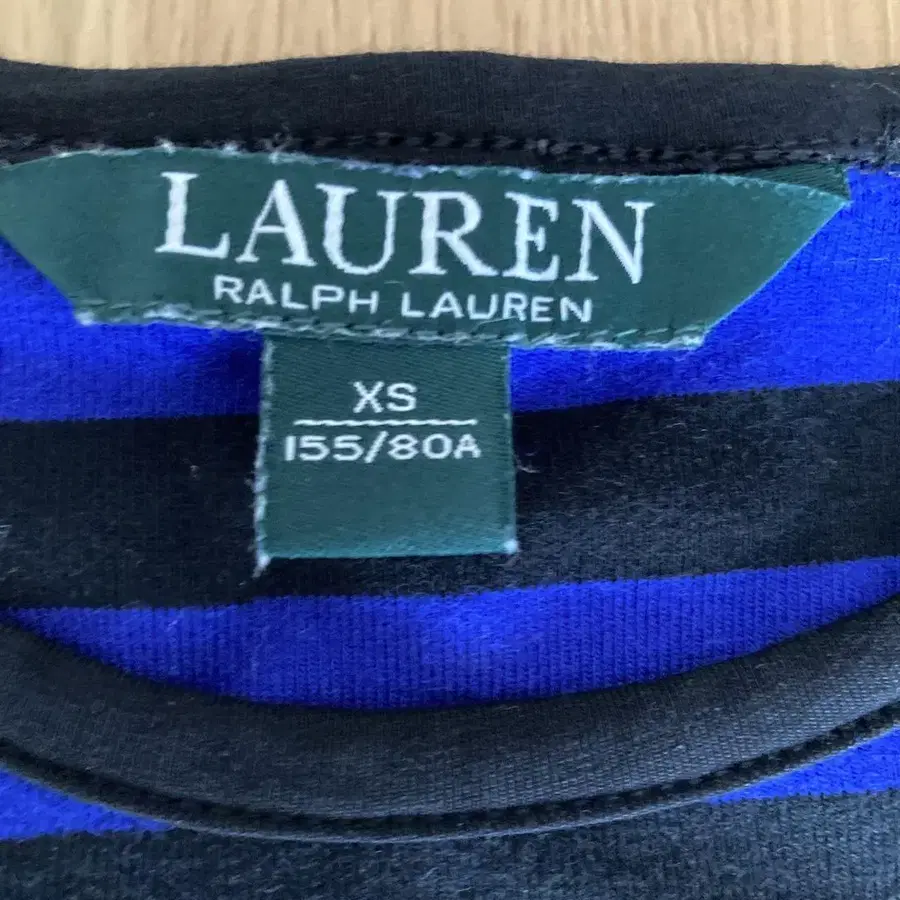 LAUREN
RALPH LAUREN
XS
155/80A